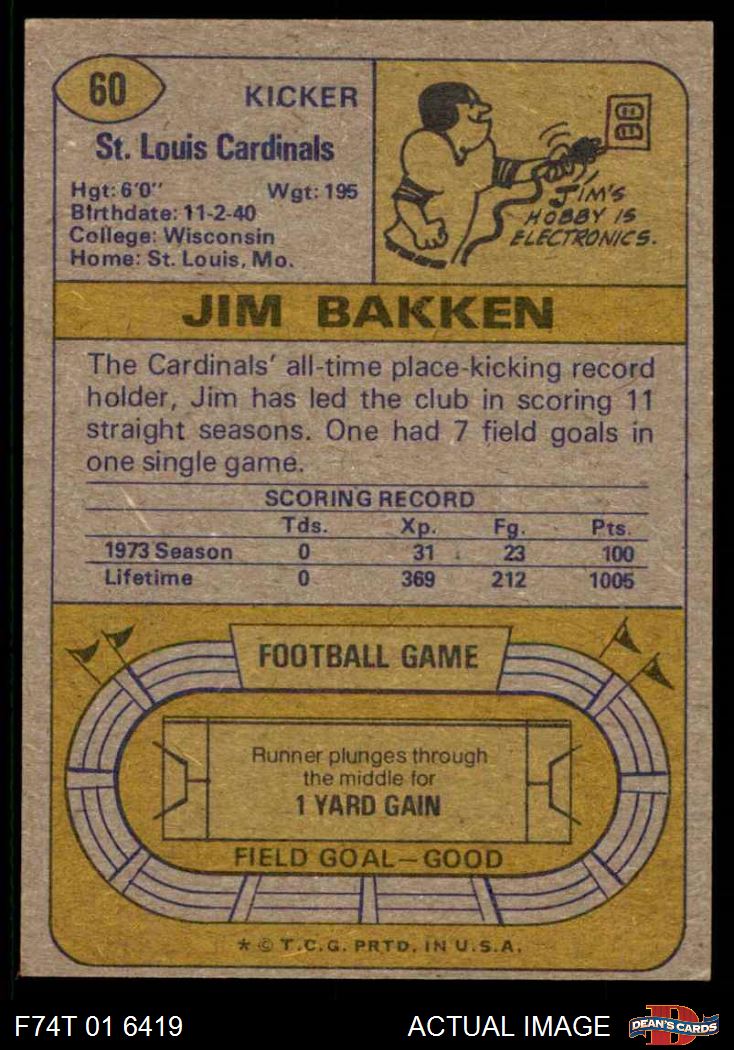 60
KICKER
St. Louis Cardinals
Hgt: 6'0" Wgt: 195
Birthdate: 11-2-40
College: Wisconsin
Home: St. Louis, Mo.
JIM'S
HOBBY IS
ELECTRONICS.
JIM BAKKEN
The Cardinals' all-time place-kicking record
holder, Jim has led the club in scoring 11
straight seasons. One had 7 field goals in
one single game.
SCORING RECORD
Tds. Xp. Fg. Pts.
1973 Season 0 31 23 100
Lifetime 0 369 212 1005
FOOTBALL GAME
Runner plunges through
the middle for
1 YARD GAIN
FIELD GOAL—GOOD
* © T.C.G. PRTD. IN U.S.A.
F74T 01 6419 ACTUAL IMAGE
D
DEAN'S CARDS